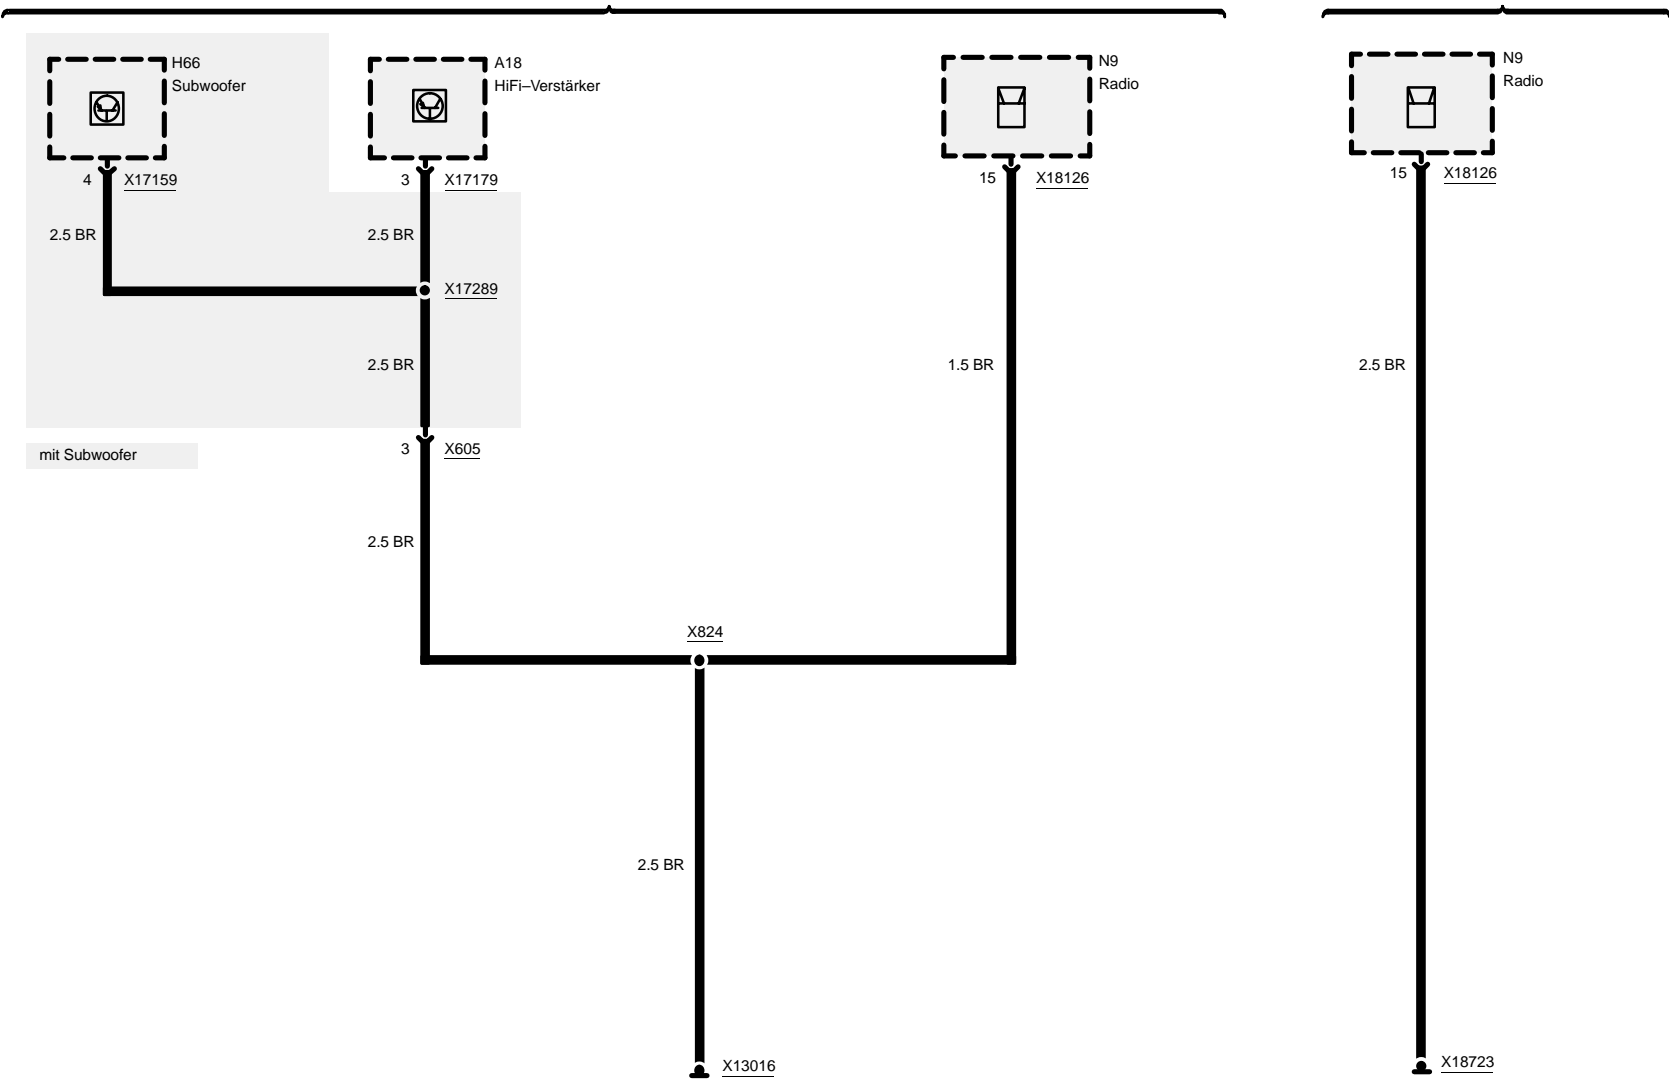 H66
Subwoofer
A18
HiFi–Verstärker
N9
Radio
N9
Radio
4 X17159
3 X17179
15 X18126
15 X18126
2.5 BR
2.5 BR
X17289
2.5 BR
1.5 BR
2.5 BR
mit Subwoofer
3 X605
2.5 BR
X824
2.5 BR
X13016
X18723